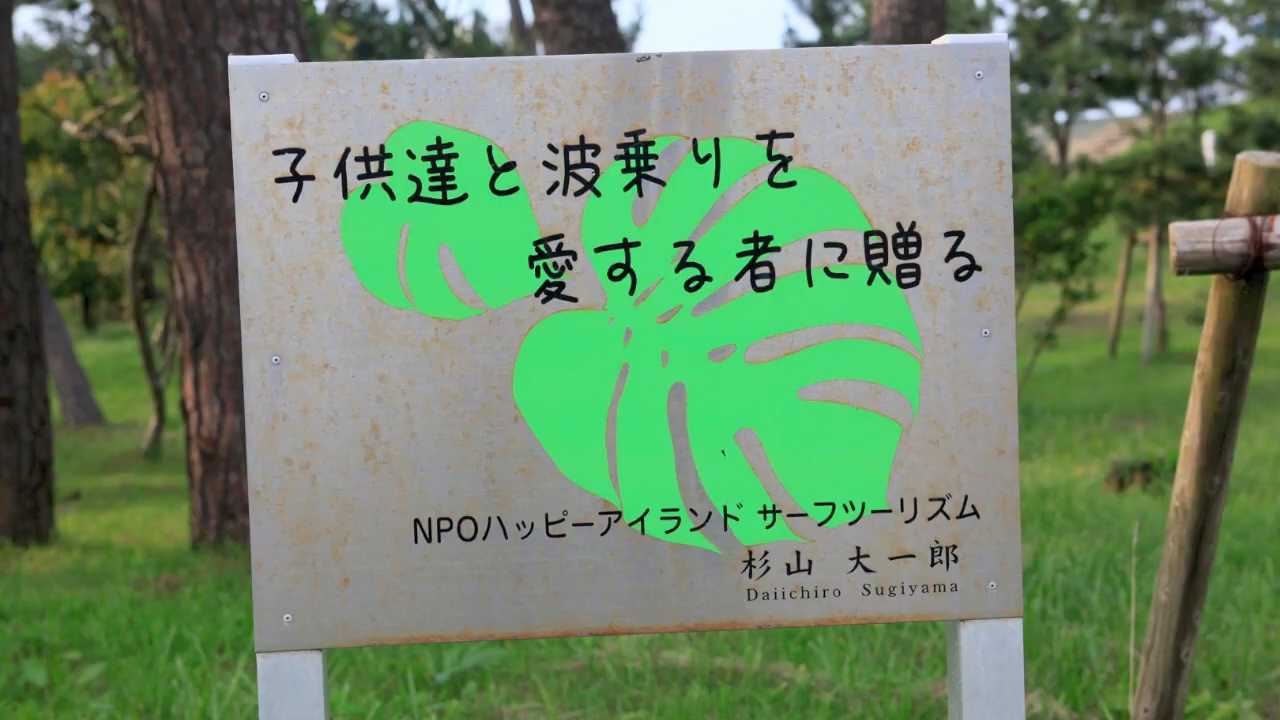 子供達と波乗りを
愛する者に贈る
NPOハッピーアイランド サーフツーリズム
杉山 大一郎
Daiichiro Sugiyama